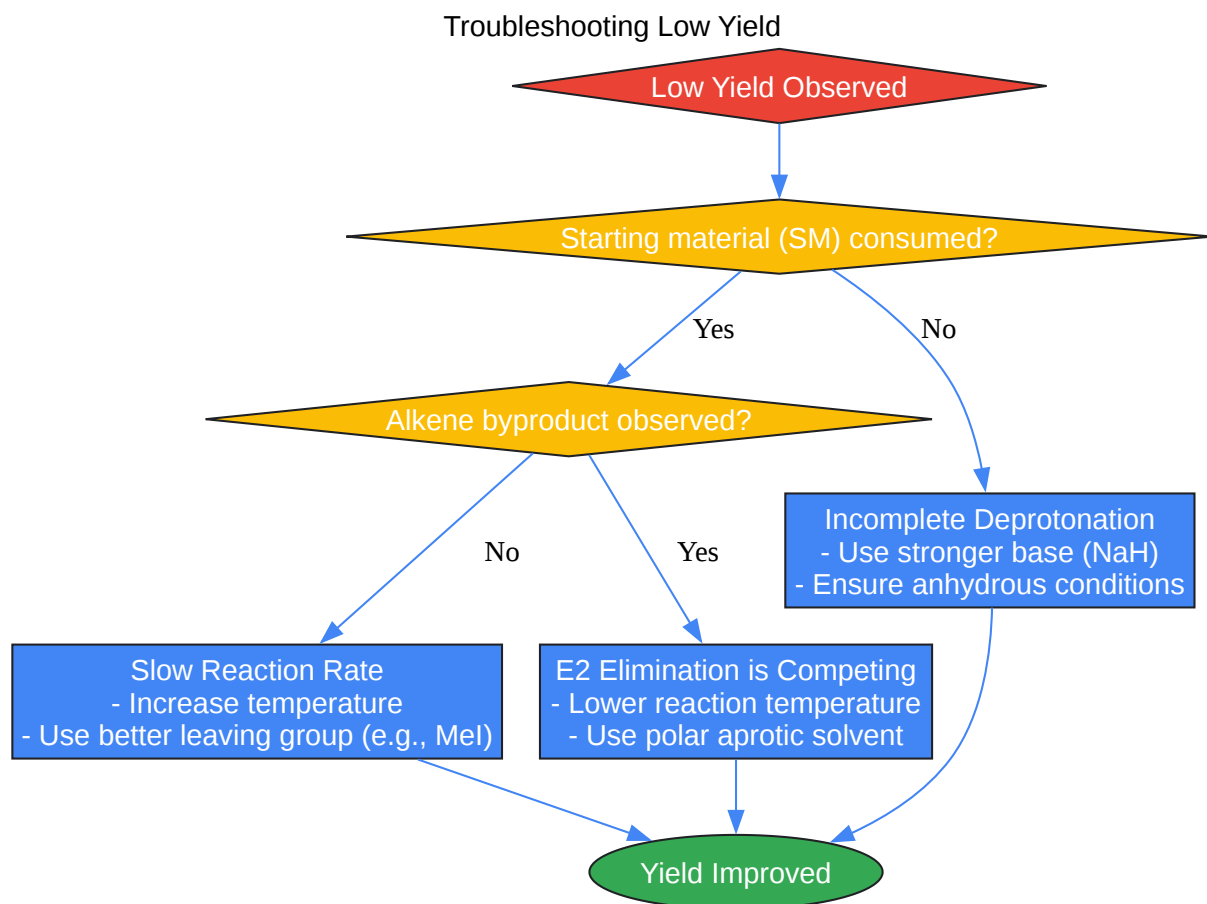 Troubleshooting Low Yield
Low Yield Observed
Starting material (SM) consumed?
Yes
No
Alkene byproduct observed?
No
Yes
Incomplete Deprotonation
- Use stronger base (NaH)
- Ensure anhydrous conditions
Slow Reaction Rate
- Increase temperature
- Use better leaving group (e.g., MeI)
E2 Elimination is Competing
- Lower reaction temperature
- Use polar aprotic solvent
Yield Improved